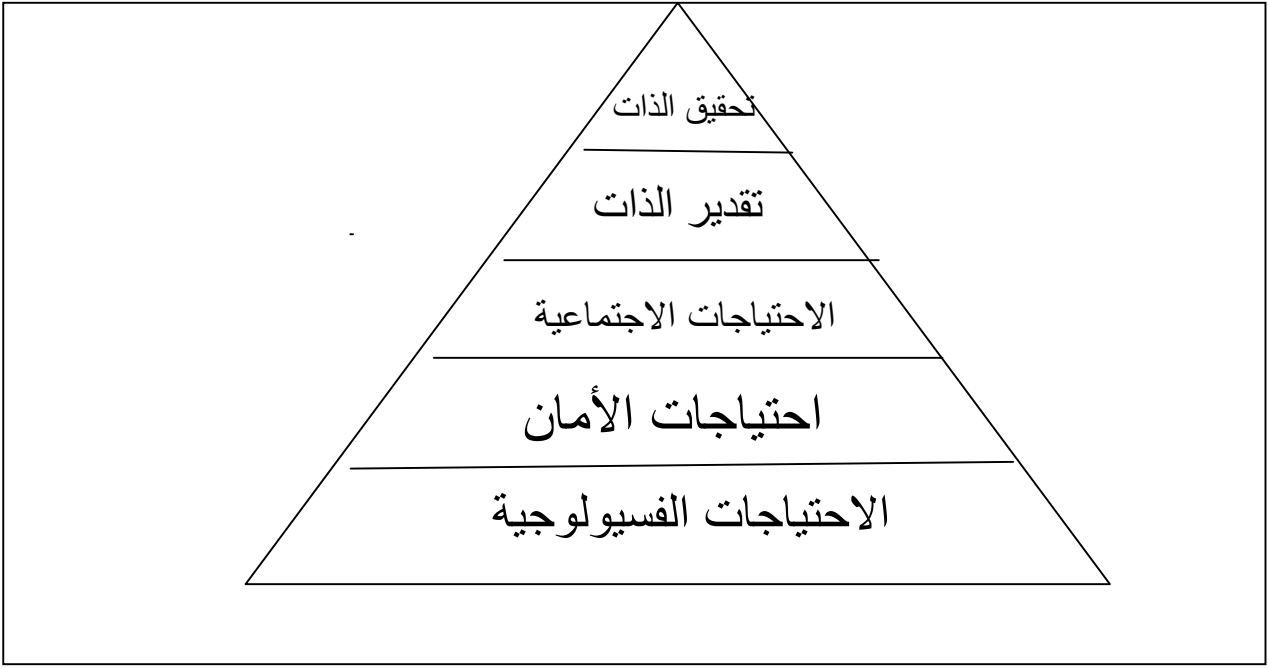 تحقيق الذات
تقدير الذات
الاحتياجات الاجتماعية
احتياجات الأمان
الاحتياجات الفسيولوجية